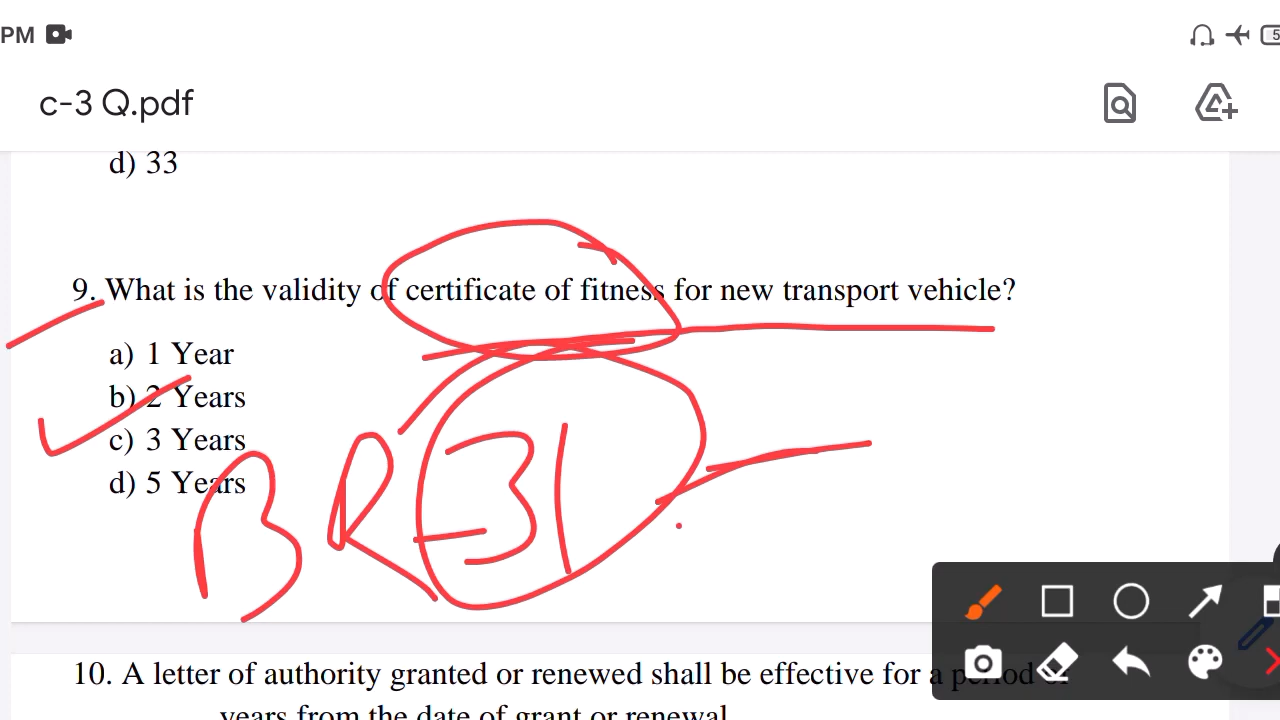 PM
c-3 Q.pdf
d) 33
9. What is the validity of certificate of fitness for new transport vehicle?
a) 1 Year
b) 2 Years
c) 3 Years
d) 5 Years
BR-31
10. A letter of authority granted or renewed shall be effective for a period of
years from the date of grant or renewal